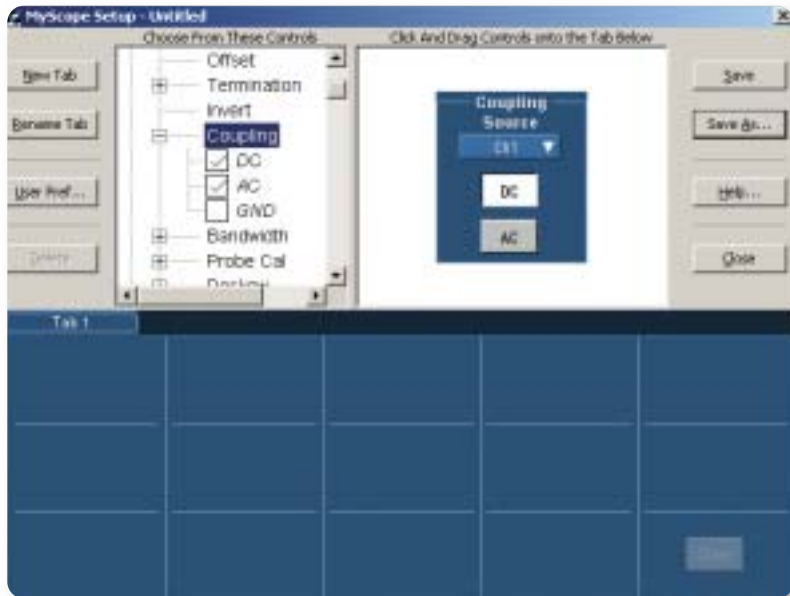 MyScope Setup - Untitled
Choose From These Controls
Click And Drag Controls onto the Tab Below
New Tab
Rename Tab
User Pref...
Delete
Offset
Termination
Invert
Coupling
DC
AC
GND
Bandwidth
Probe Cal
Deskew
Coupling
Source
Ch1
DC
AC
Save
Save As...
Help...
Close
Tab 1